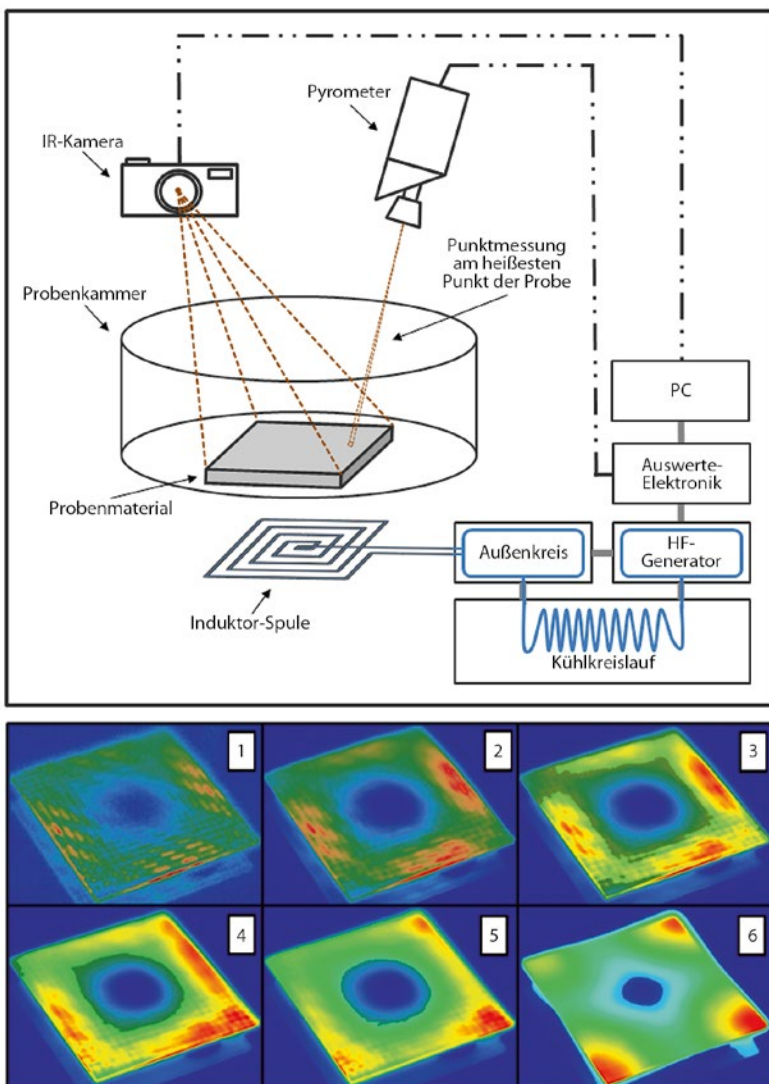 Pyrometer
IR-Kamera
Punktmessung
am heißesten
Punkt der Probe
Probenkammer
PC
Auswerte-
Elektronik
Probenmaterial
Außenkreis
HF-
Generator
Induktor-Spule
Kühlkreislauf
1
2
3
4
5
6